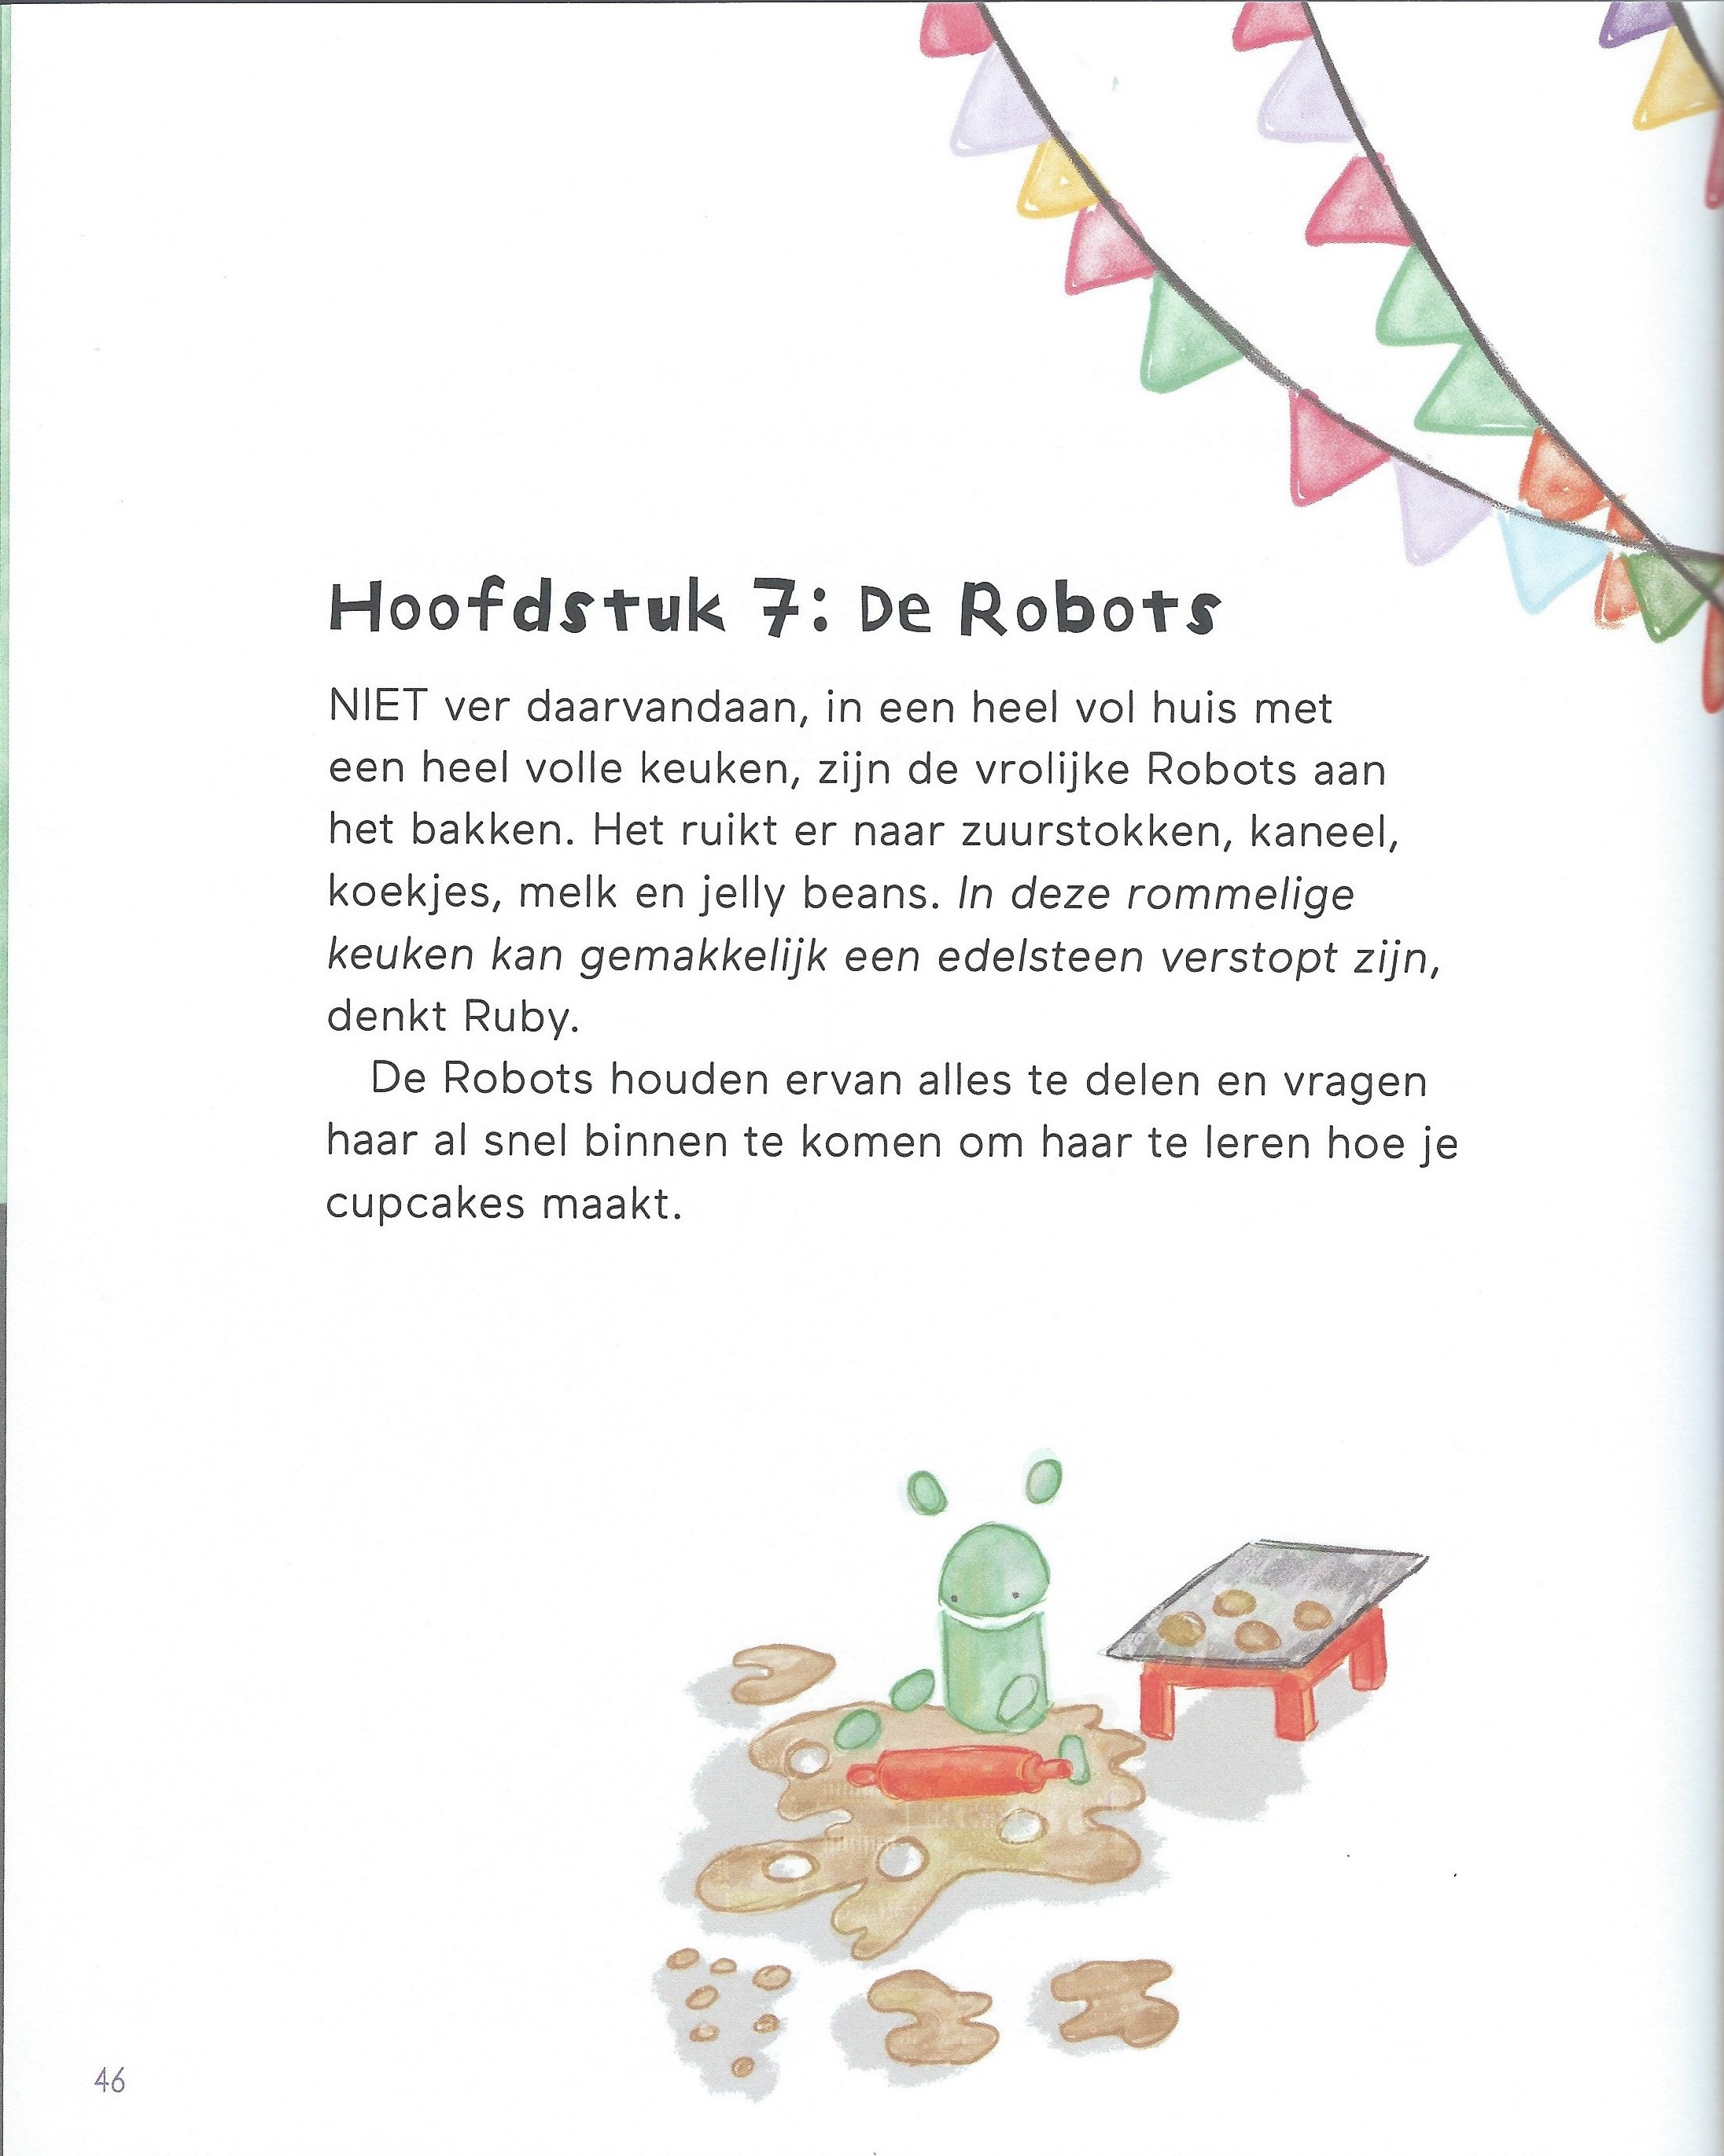 Hoofdstuk 7: De Robots
NIET ver daarvandaan, in een heel vol huis met
een heel volle keuken, zijn de vrolijke Robots aan
het bakken. Het ruikt er naar zuurstokken, kaneel,
koekjes, melk en jelly beans. In deze rommelige
keuken kan gemakkelijk een edelsteen verstopt zijn,
denkt Ruby.
De Robots houden ervan alles te delen en vragen
haar al snel binnen te komen om haar te leren hoe je
cupcakes maakt.
46